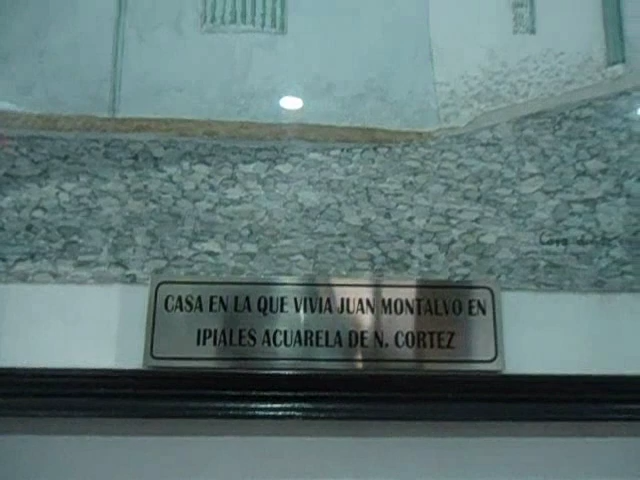 CASA EN LA QUE VIVIA JUAN MONTALVO EN
IPIALES ACUARELA DE N. CORTEZ